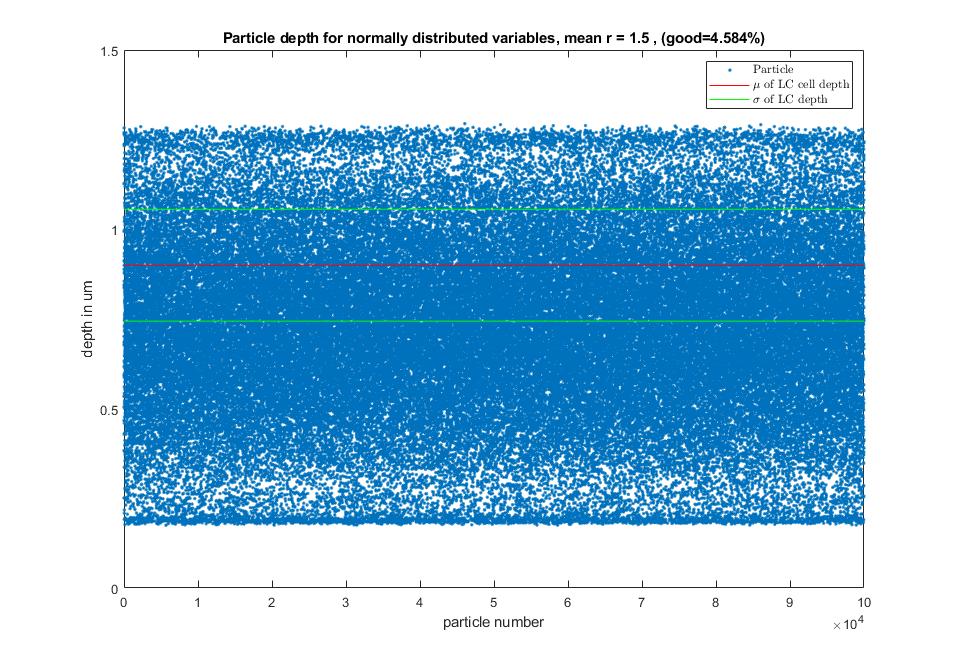 Particle depth for normally distributed variables, mean r = 1.5 , (good=4.584%)
Particle
μ of LC cell depth
σ of LC depth
1.5
1
0.5
0
depth in um
0 1 2 3 4 5 6 7 8 9 10
particle number
×10⁴